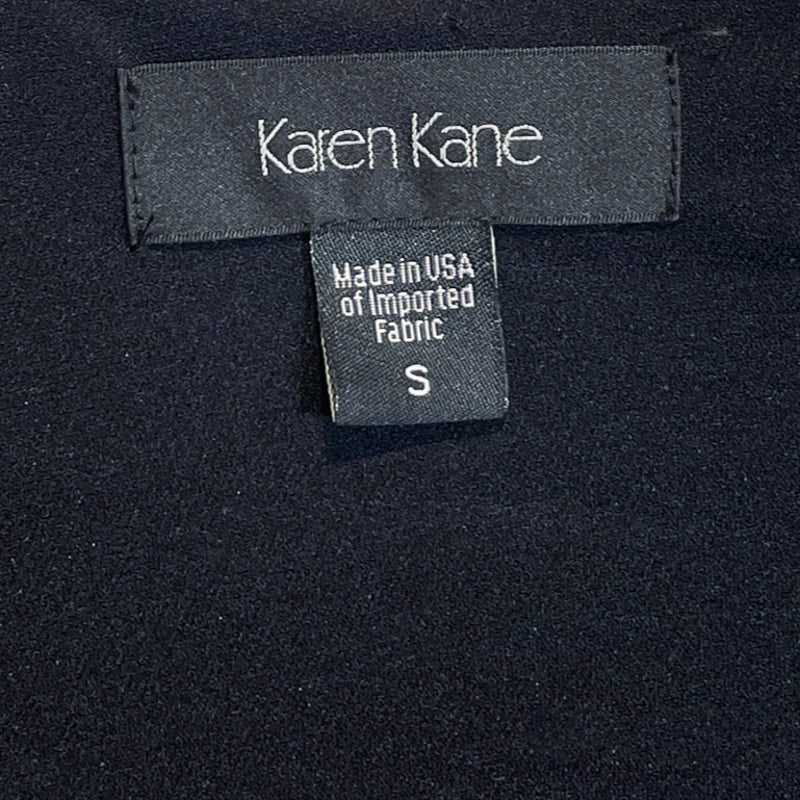 Karen Kane
Made in USA
of Imported
Fabric
S